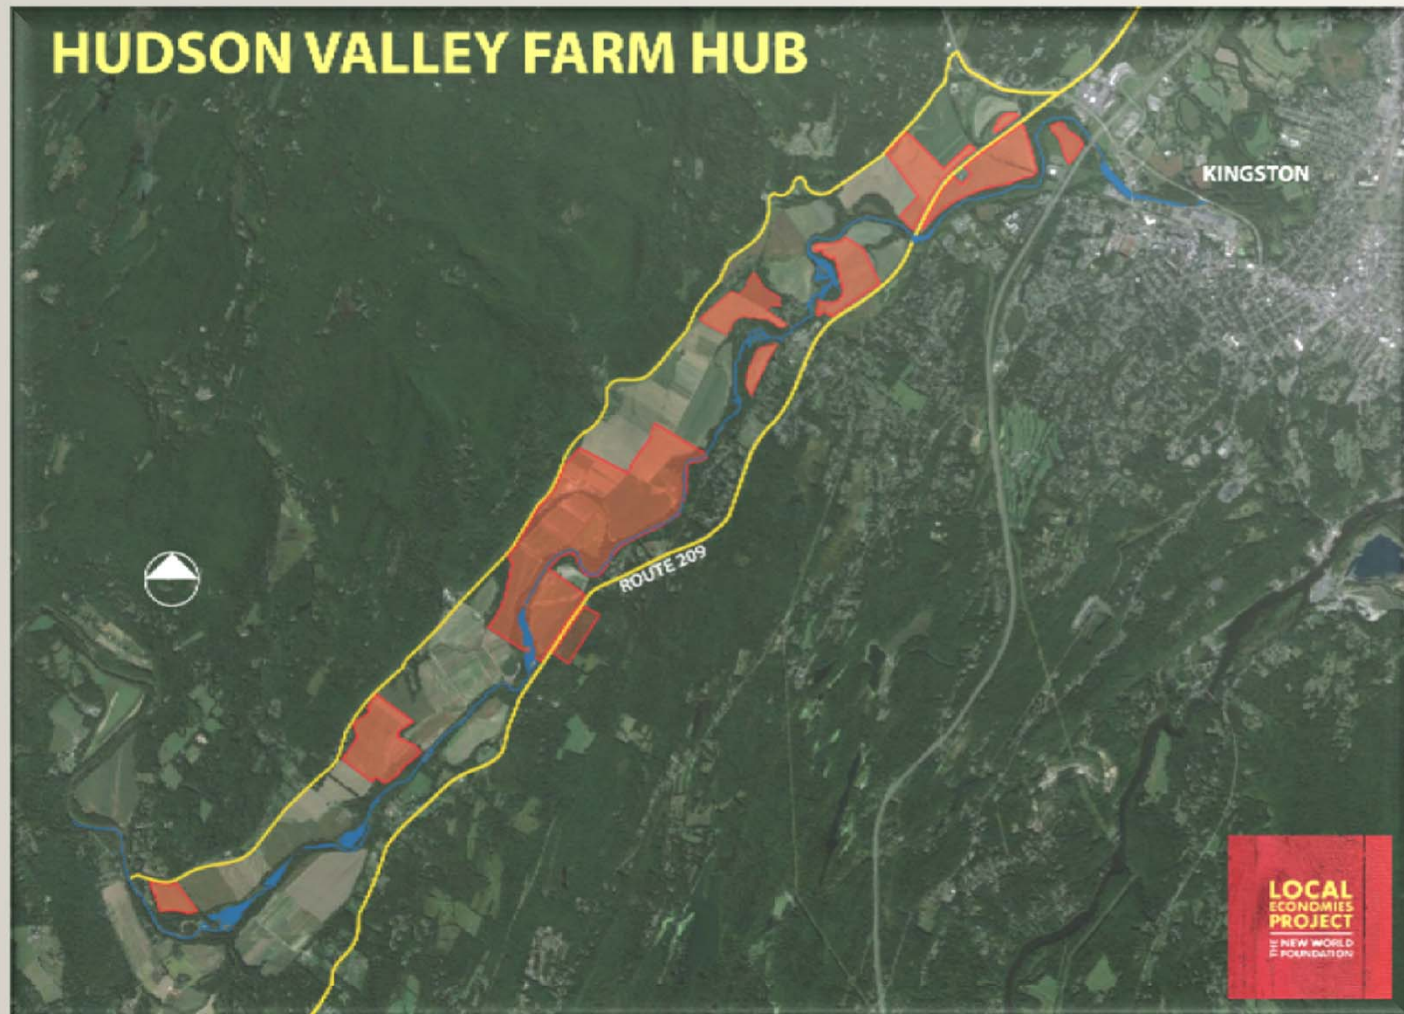 HUDSON VALLEY FARM HUB
KINGSTON
ROUTE 209
LOCAL
ECONOMIES
PROJECT
THE NEW WORLD
FOUNDATION